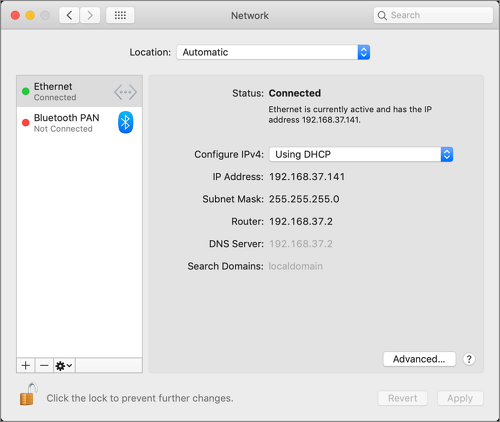 Network
Search
Location: Automatic
Ethernet
Connected
Bluetooth PAN
Not Connected
Status: Connected
Ethernet is currently active and has the IP
address 192.168.37.141.
Configure IPv4: Using DHCP
IP Address: 192.168.37.141
Subnet Mask: 255.255.255.0
Router: 192.168.37.2
DNS Server: 192.168.37.2
Search Domains: localdomain
Advanced... ?
Click the lock to prevent further changes.
Revert Apply